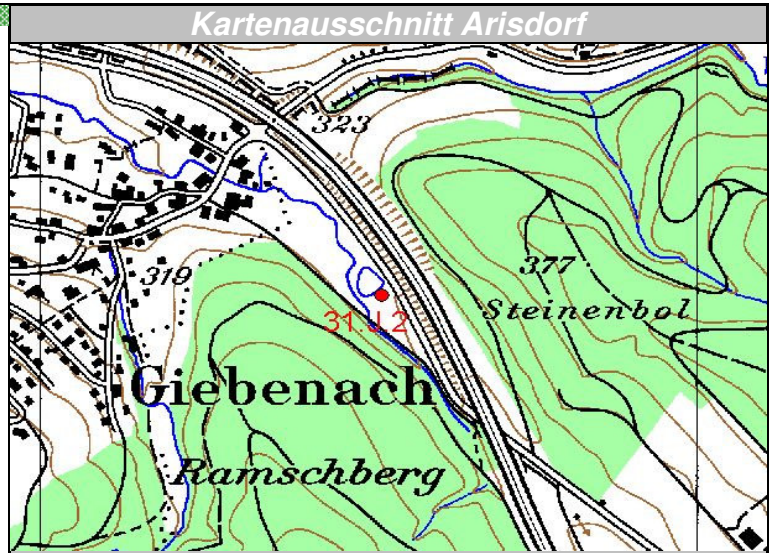 Kartenausschnitt Arisdorf
323
377
319
Steinenbol
31.J.2
Giebenach
Ramschberg